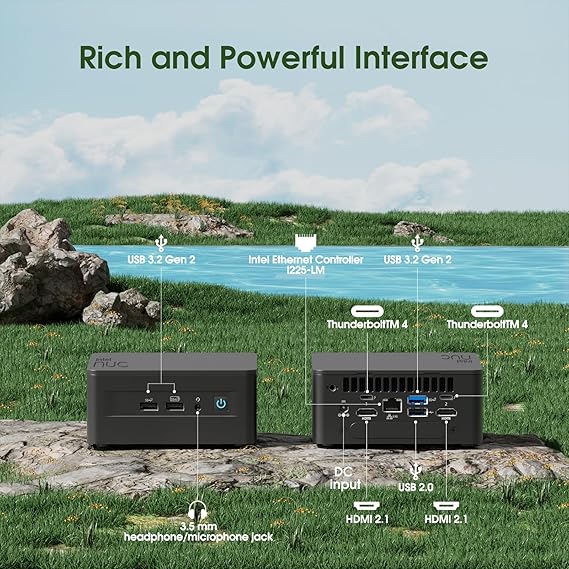 Rich and Powerful Interface
USB 3.2 Gen 2
Intel Ethernet Controller
I225-LM
USB 3.2 Gen 2
ThunderboltTM 4
ThunderboltTM 4
intel
nuc
intel
nuc
DC
input
USB 2.0
HDMI 2.1
HDMI 2.1
3.5 mm
headphone/microphone jack